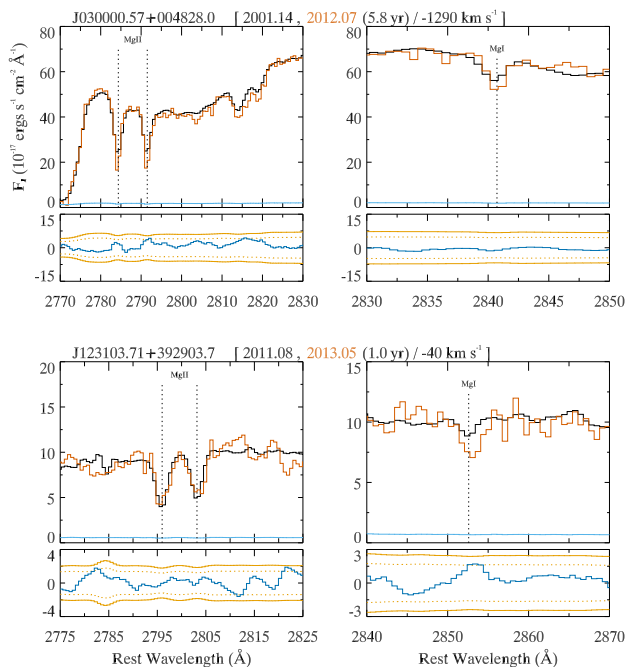 J030000.57+004828.0 [ 2001.14 , 2012.07 (5.8 yr) / -1290 km s⁻¹ ]
MgII
MgI
F_λ (10⁻¹⁷ ergs s⁻¹ cm⁻² Å⁻¹)
80
60
40
20
0
80
60
40
20
0
15
0
-15
15
0
-15
2770 2780 2790 2800 2810 2820 2830
2830 2835 2840 2845 2850
J123103.71+392903.7 [ 2011.08 , 2013.05 (1.0 yr) / -40 km s⁻¹ ]
MgII
MgI
20
15
10
5
0
15
10
5
0
4
0
-4
3
0
-3
2775 2785 2795 2805 2815 2825
2840 2850 2860 2870
Rest Wavelength (Å) Rest Wavelength (Å)